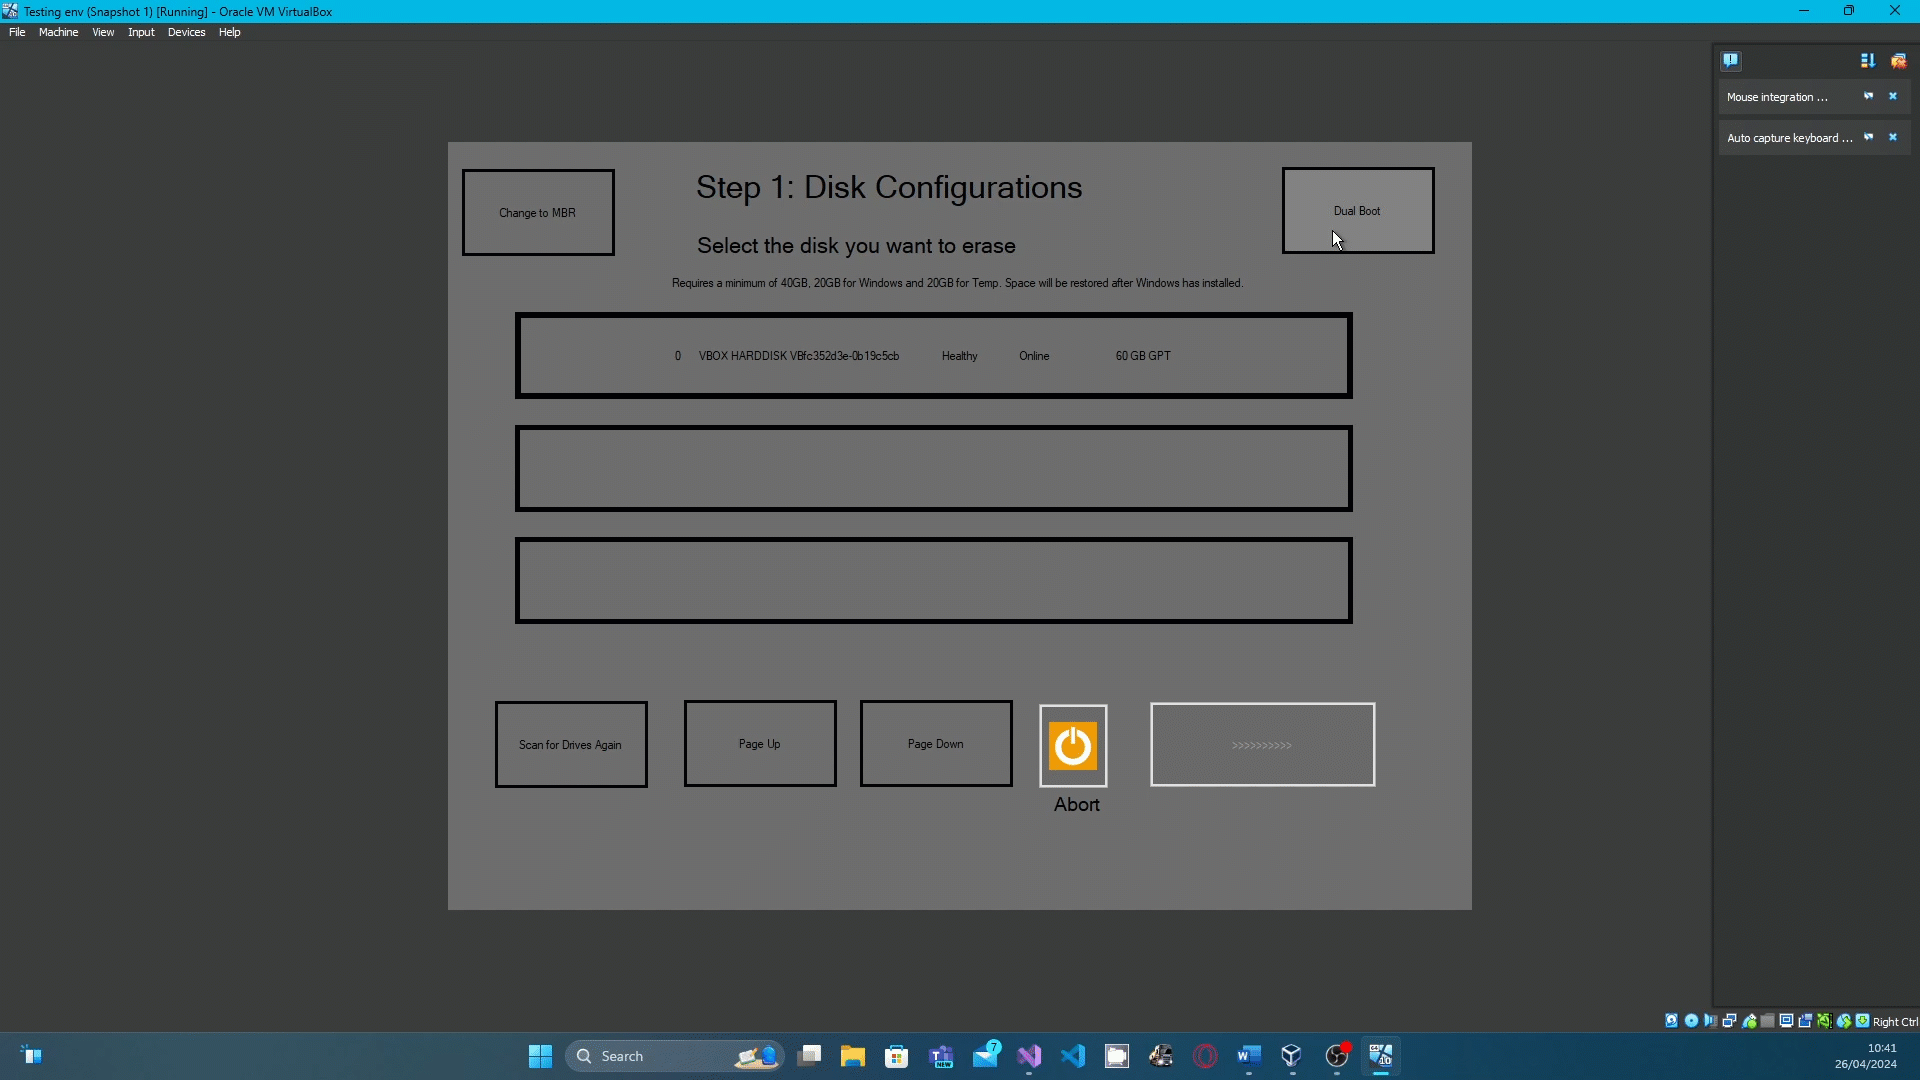 Testing env (Snapshot 1) [Running] - Oracle VM VirtualBox
File Machine View Input Devices Help
Mouse integration ...
Auto capture keyboard ...
Change to MBR
Step 1: Disk Configurations
Dual Boot
Select the disk you want to erase
Requires a minimum of 40GB, 20GB for Windows and 20GB for Temp. Space will be restored after Windows has installed.
0 VBOX HARDDISK VBfc352d3e-0b19c5cb Healthy Online 60 GB GPT
Scan for Drives Again
Page Up
Page Down
>>>>>>>>>>
Abort
Right Ctrl
Search
NEW
7
10:41
26/04/2024